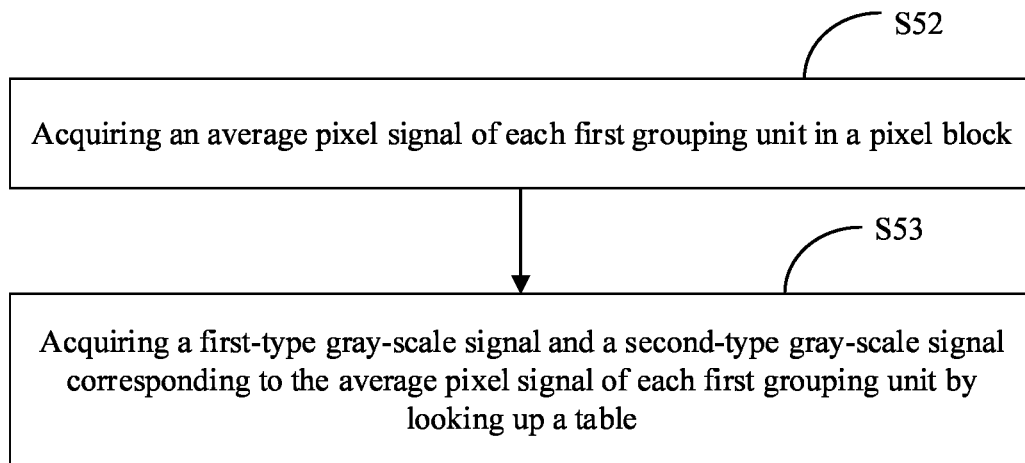 S52
Acquiring an average pixel signal of each first grouping unit in a pixel block
S53
Acquiring a first-type gray-scale signal and a second-type gray-scale signal
corresponding to the average pixel signal of each first grouping unit by
looking up a table